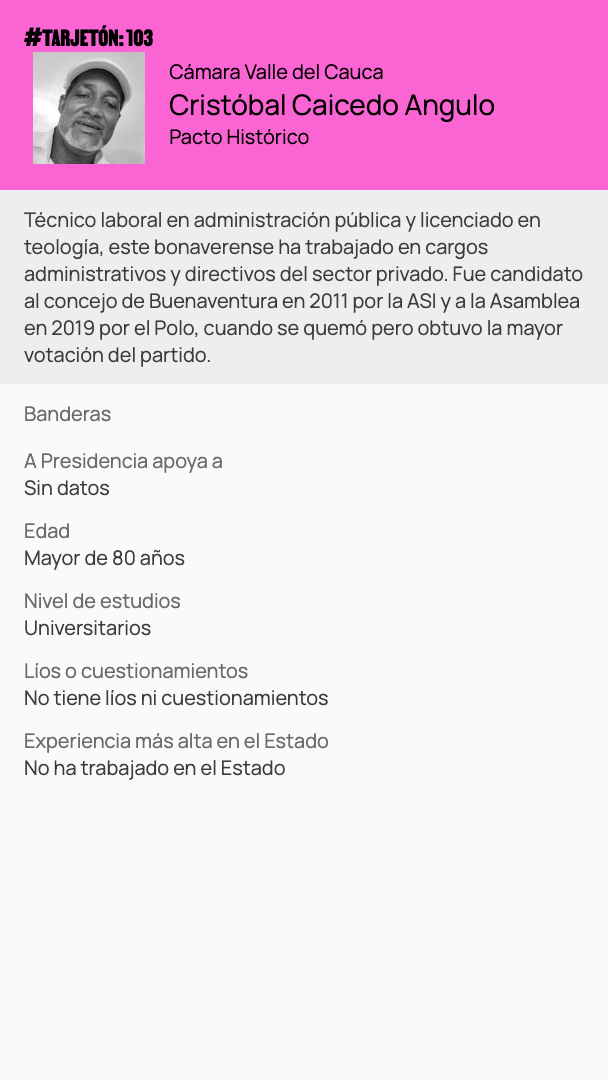 #TARJETÓN: 103
Cámara Valle del Cauca
Cristóbal Caicedo Angulo
Pacto Histórico
Técnico laboral en administración pública y licenciado en
teología, este bonaverense ha trabajado en cargos
administrativos y directivos del sector privado. Fue candidato
al concejo de Buenaventura en 2011 por la ASI y a la Asamblea
en 2019 por el Polo, cuando se quemó pero obtuvo la mayor
votación del partido.
Banderas
A Presidencia apoya a
Sin datos
Edad
Mayor de 80 años
Nivel de estudios
Universitarios
Líos o cuestionamientos
No tiene líos ni cuestionamientos
Experiencia más alta en el Estado
No ha trabajado en el Estado